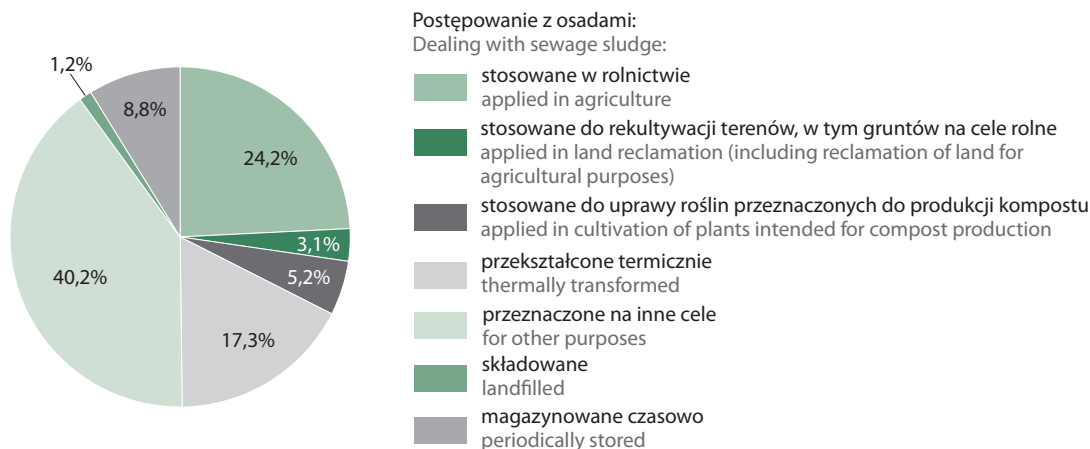 1,2%
8,8%
24,2%
3,1%
5,2%
17,3%
40,2%
Postępowanie z osadami:
Dealing with sewage sludge:
stosowane w rolnictwie
applied in agriculture
stosowane do rekultywacji terenów, w tym gruntów na cele rolne
applied in land reclamation (including reclamation of land for
agricultural purposes)
stosowane do uprawy roślin przeznaczonych do produkcji kompostu
applied in cultivation of plants intended for compost production
przekształcone termicznie
thermally transformed
przeznaczone na inne cele
for other purposes
składowane
landfilled
magazynowane czasowo
periodically stored